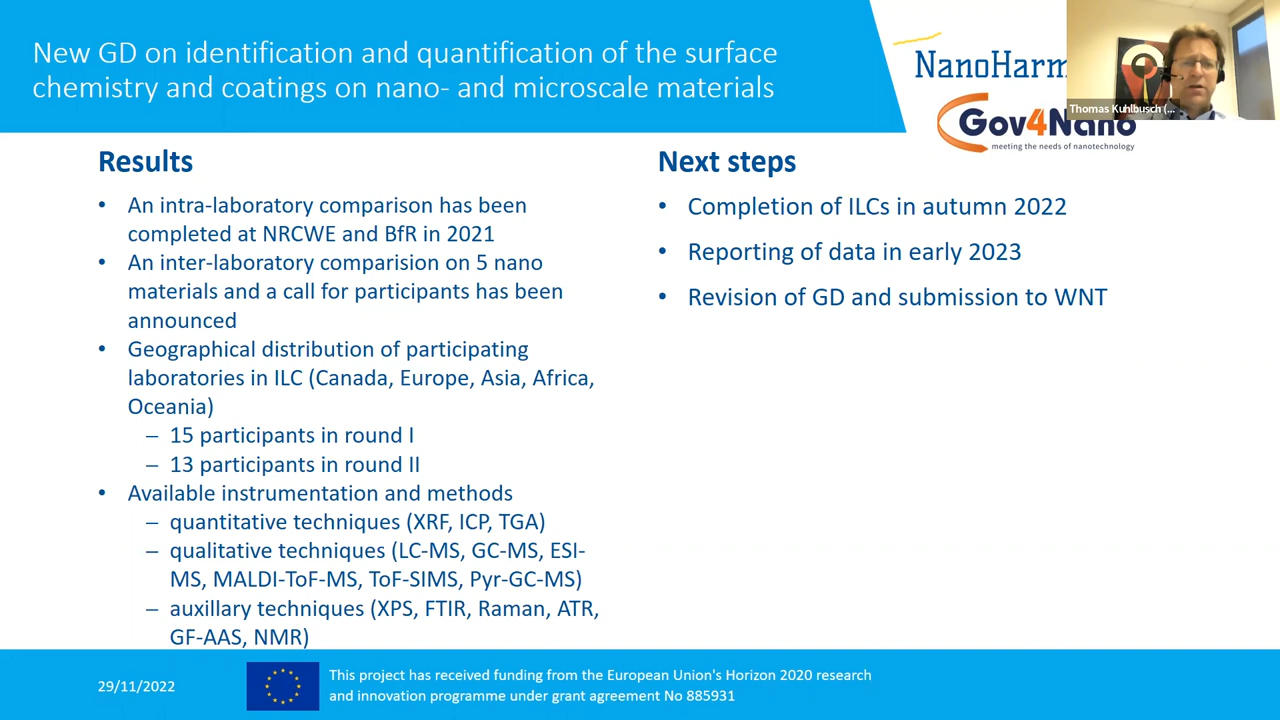 New GD on identification and quantification of the surface
chemistry and coatings on nano- and microscale materials
NanoHarm
Thomas Kuhlbusch (...
Gov4Nano
meeting the needs of nanotechnology
Results
• An intra-laboratory comparison has been
completed at NRCWE and BfR in 2021
• An inter-laboratory comparision on 5 nano
materials and a call for participants has been
announced
• Geographical distribution of participating
laboratories in ILC (Canada, Europe, Asia, Africa,
Oceania)
– 15 participants in round I
– 13 participants in round II
• Available instrumentation and methods
– quantitative techniques (XRF, ICP, TGA)
– qualitative techniques (LC-MS, GC-MS, ESI-
MS, MALDI-ToF-MS, ToF-SIMS, Pyr-GC-MS)
– auxillary techniques (XPS, FTIR, Raman, ATR,
GF-AAS, NMR)
Next steps
• Completion of ILCs in autumn 2022
• Reporting of data in early 2023
• Revision of GD and submission to WNT
29/11/2022
This project has received funding from the European Union's Horizon 2020 research
and innovation programme under grant agreement No 885931